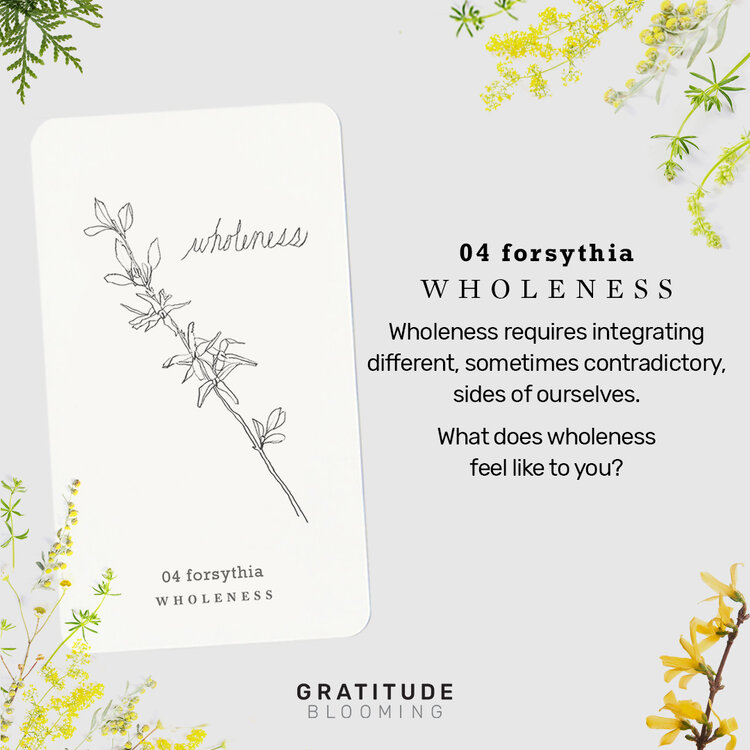 wholeness
04 forsythia
WHOLENESS
04 forsythia
WHOLENESS
Wholeness requires integrating
different, sometimes contradictory,
sides of ourselves.
What does wholeness
feel like to you?
GRATITUDE
BLOOMING